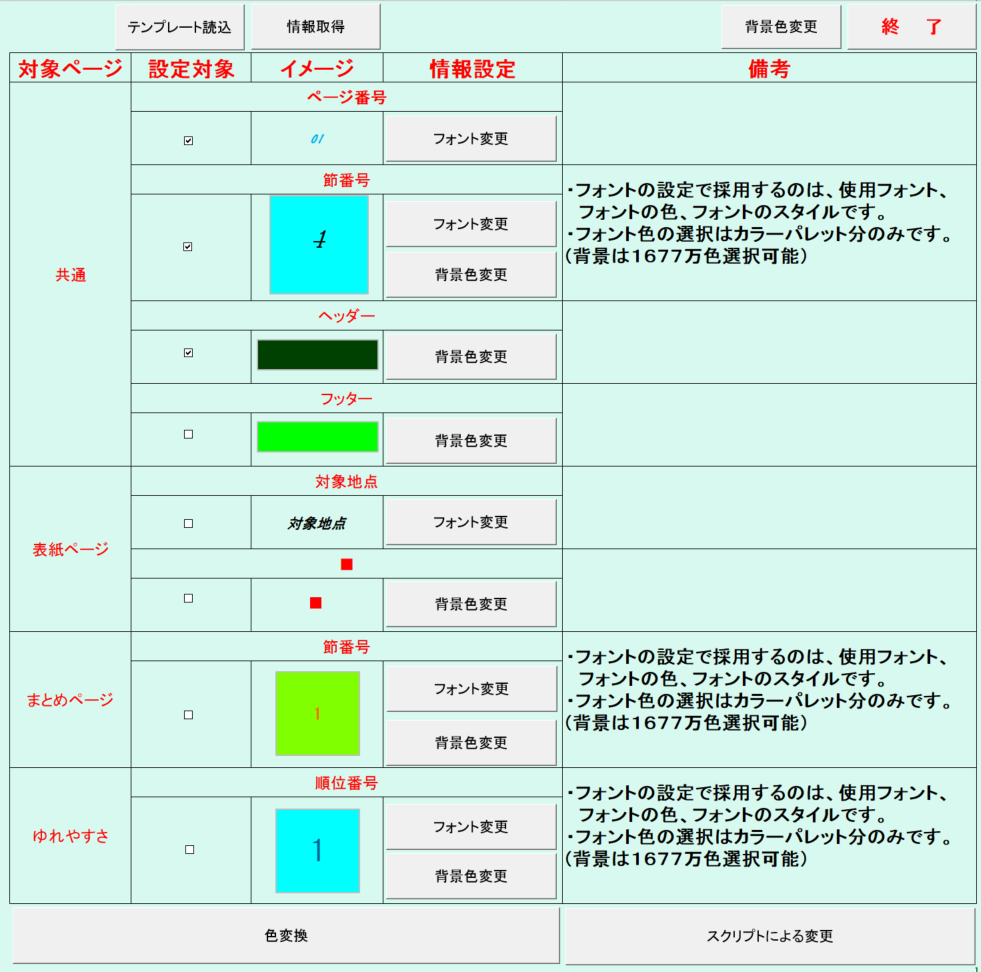 テンプレート読込
情報取得
背景色変更
終 了
対象ページ 設定対象 イメージ 情報設定 備考
共通
ページ番号
01
フォント変更
節番号
1
フォント変更
背景色変更
・フォントの設定で採用するのは、使用フォント、
フォントの色、フォントのスタイルです。
・フォント色の選択はカラーパレット分のみです。
(背景は1677万色選択可能)
ヘッダー
背景色変更
フッター
背景色変更
表紙ページ
対象地点
対象地点
フォント変更
■
■
背景色変更
まとめページ
節番号
1
フォント変更
背景色変更
・フォントの設定で採用するのは、使用フォント、
フォントの色、フォントのスタイルです。
・フォント色の選択はカラーパレット分のみです。
(背景は1677万色選択可能)
ゆれやすさ
順位番号
1
フォント変更
背景色変更
・フォントの設定で採用するのは、使用フォント、
フォントの色、フォントのスタイルです。
・フォント色の選択はカラーパレット分のみです。
(背景は1677万色選択可能)
色変換
スクリプトによる変更